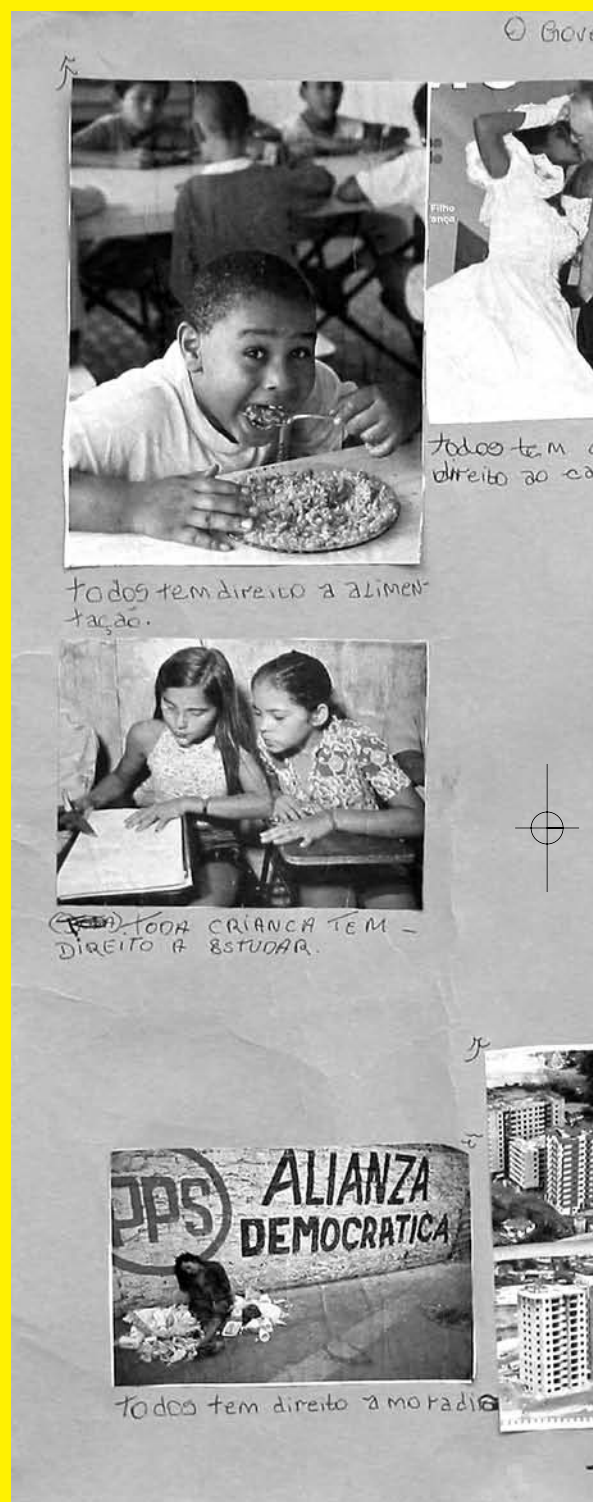 O Gove
Filho
ança
todos tem
direito ao ca
todos tem direito a alimen-
tação.
TODA CRIANCA TEM -
DIREITO A ESTUDAR.
PPS
ALIANZA
DEMOCRATICA
todos tem direito a moradia